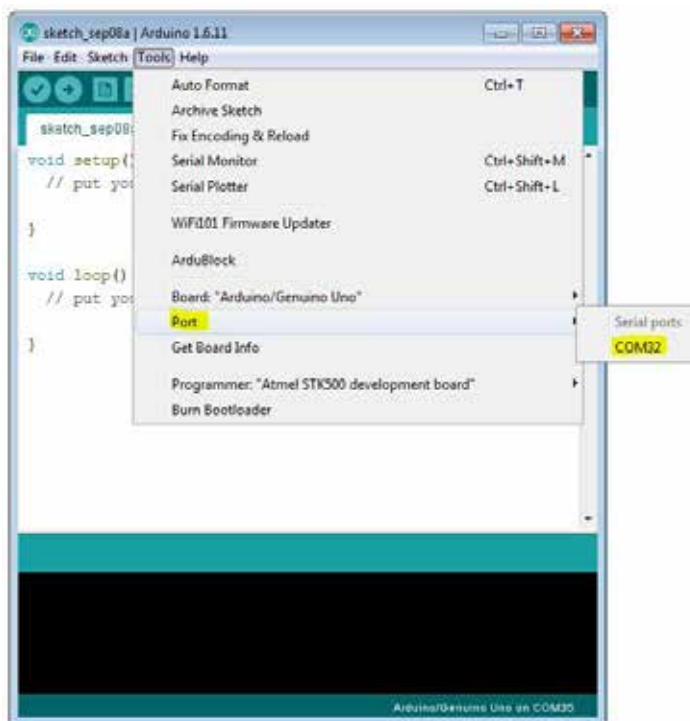 sketch_sep08a | Arduino 1.6.11
File Edit Sketch Tools Help
Auto Format Ctrl+T
Archive Sketch
sketch_sep08
Fix Encoding & Reload
void setup() Serial Monitor Ctrl+Shift+M
// put you Serial Plotter Ctrl+Shift+L
WiFi101 Firmware Updater
}
ArduBlock
void loop()
// put you Board: "Arduino/Genuino Uno"
Port Serial ports
} Get Board Info COM32
Programmer: "Atmel STK500 development board"
Burn Bootloader
Arduino/Genuino Uno on COM35